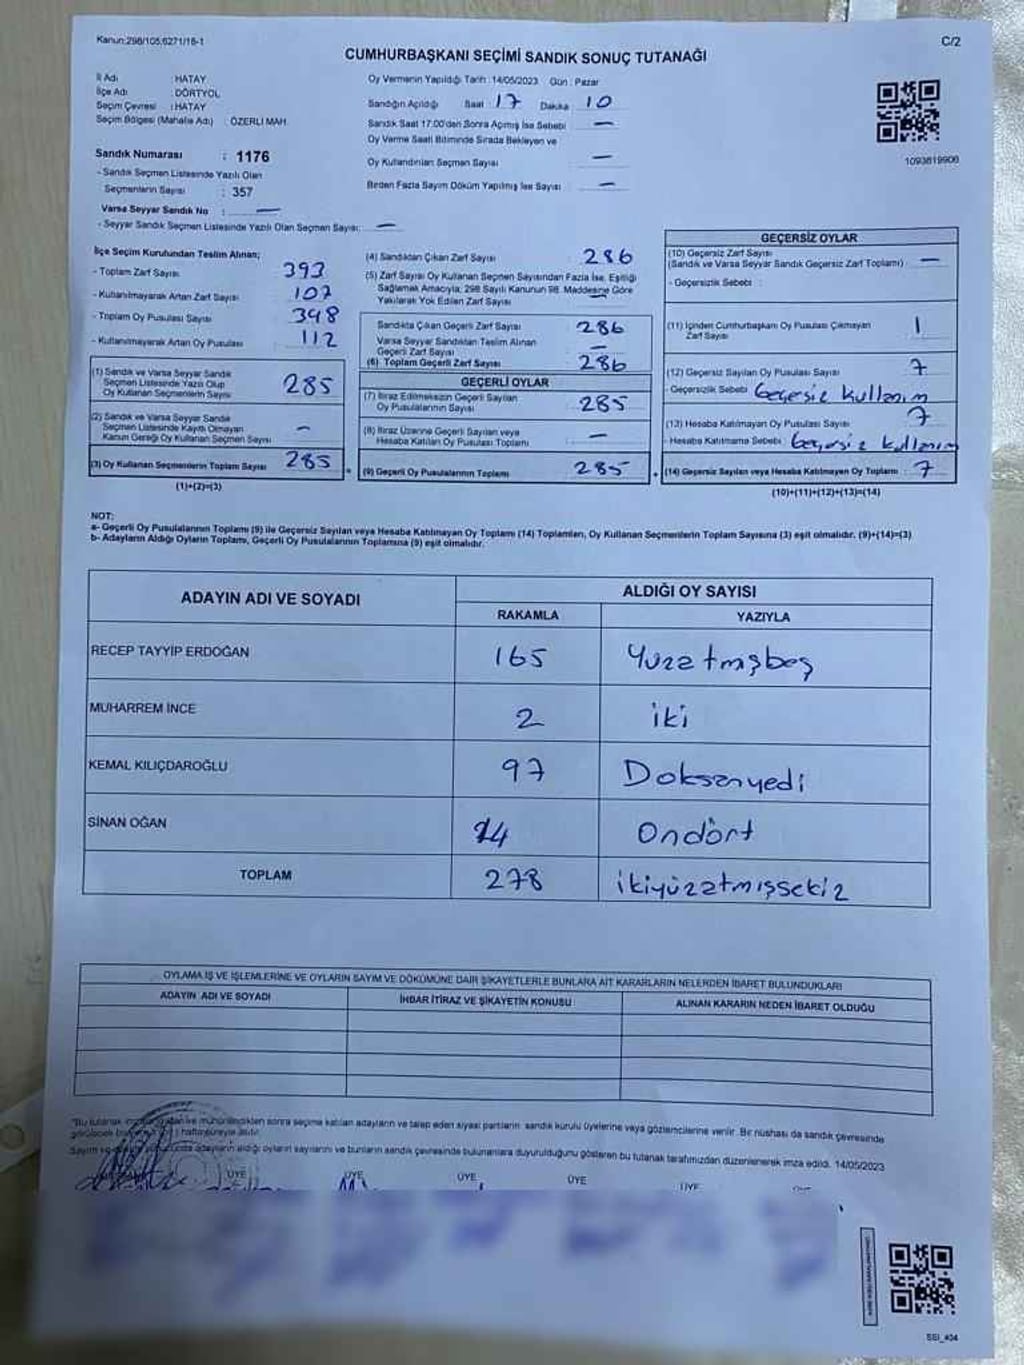 Kanun:298/105,6271/16-1
C/2
CUMHURBAŞKANI SEÇİMİ SANDIK SONUÇ TUTANAĞI
İl Adı : HATAY
İlçe Adı : DÖRTYOL
Seçim Çevresi : HATAY
Seçim Bölgesi (Mahalle Adı) : ÖZERLİ MAH.
Oy Vermenin Yapıldığı Tarih : 14/05/2023 Gün : Pazar
Sandığın Açıldığı Saat 17 Dakika 10
Sandık Saat 17:00'den Sonra Açılmış İse Sebebi —
Oy Verme Saati Bitiminde Sırada Bekleyen ve
Oy Kullandırılan Seçmen Sayısı —
Birden Fazla Sayım Döküm Yapılmış İse Sayısı —
1093819906
Sandık Numarası : 1176
- Sandık Seçmen Listesinde Yazılı Olan
Seçmenlerin Sayısı : 357
Varsa Seyyar Sandık No : —
- Seyyar Sandık Seçmen Listesinde Yazılı Olan Seçmen Sayısı: —
İlçe Seçim Kurulundan Teslim Alınan;
- Toplam Zarf Sayısı 393
- Kullanılmayarak Artan Zarf Sayısı 107
- Toplam Oy Pusulası Sayısı 398
- Kullanılmayarak Artan Oy Pusulası 112
(1) Sandık ve Varsa Seyyar Sandık
Seçmen Listesinde Yazılı Olup
Oy Kullanan Seçmenlerin Sayısı 285
(2) Sandık ve Varsa Seyyar Sandık
Seçmen Listesinde Kayıtlı Olmayan
Kanun Gereği Oy Kullanan Seçmen Sayısı —
(3) Oy Kullanan Seçmenlerin Toplam Sayısı 285
(1)+(2)=(3)
(4) Sandıktan Çıkan Zarf Sayısı 286
(5) Zarf Sayısı Oy Kullanan Seçmen Sayısından Fazla İse, Eşitliği
Sağlamak Amacıyla; 298 Sayılı Kanunun 98. Maddesine Göre
Yakılarak Yok Edilen Zarf Sayısı —
Sandıkta Çıkan Geçerli Zarf Sayısı 286
Varsa Seyyar Sandıktan Teslim Alınan
Geçerli Zarf Sayısı —
(6) Toplam Geçerli Zarf Sayısı 286
GEÇERLİ OYLAR
(7) İtiraz Edilmeksizin Geçerli Sayılan
Oy Pusulalarının Sayısı 285
(8) İtiraz Üzerine Geçerli Sayılan veya
Hesaba Katılan Oy Pusulası Toplamı —
(9) Geçerli Oy Pusulalarının Toplamı 285
GEÇERSİZ OYLAR
(10) Geçersiz Zarf Sayısı
(Sandık ve Varsa Seyyar Sandık Geçersiz Zarf Toplamı) : —
- Geçersizlik Sebebi :
(11) İçinden Cumhurbaşkanı Oy Pusulası Çıkmayan
Zarf Sayısı 1
(12) Geçersiz Sayılan Oy Pusulası Sayısı 7
- Geçersizlik Sebebi : Geçesiz kullanım
(13) Hesaba Katılmayan Oy Pusulası Sayısı 7
- Hesaba Katılmama Sebebi : Geçersiz kullanım
(14) Geçersiz Sayılan veya Hesaba Katılmayan Oy Toplamı : 7
(10)+(11)+(12)+(13)=(14)
NOT:
a- Geçerli Oy Pusulalarının Toplamı (9) ile Geçersiz Sayılan veya Hesaba Katılmayan Oy Toplamı (14) Toplamları, Oy Kullanan Seçmenlerin Toplam Sayısına (3) eşit olmalıdır. (9)+(14)=(3)
b- Adayların Aldığı Oyların Toplamı, Geçerli Oy Pusulalarının Toplamına (9) eşit olmalıdır.
ADAYIN ADI VE SOYADI
ALDIĞI OY SAYISI
RAKAMLA YAZIYLA
RECEP TAYYİP ERDOĞAN 165 Yüzatmışbeş
MUHARREM İNCE 2 iki
KEMAL KILIÇDAROĞLU 97 Doksanyedi
SİNAN OĞAN 14 Ondört
TOPLAM 278 ikiyüzatmışsekiz
OYLAMA İŞ VE İŞLEMLERİNE VE OYLARIN SAYIM VE DÖKÜMÜNE DAİR ŞİKAYETLERLE BUNLARA AİT KARARLARIN NELERDEN İBARET BULUNDUKLARI
ADAYIN ADI VE SOYADI İHBAR İTİRAZ VE ŞİKAYETİN KONUSU ALINAN KARARIN NEDEN İBARET OLDUĞU
"Bu tutanak mühürlendikten sonra seçime katılan adayların ve talep eden siyasi partilerin sandık kurulu üyelerine veya gözlemcilerine verilir. Bir nüshası da sandık çevresinde
görülecek
adayların aldığı oyların sayılarını ve bunların sandık çevresinde bulunanlara duyurulduğunu gösteren bu tutanak tarafımızdan düzenlenerek imza edildi. 14/05/2023
ÜYE ÜYE ÜYE ÜYE ÜYE
SSI_404